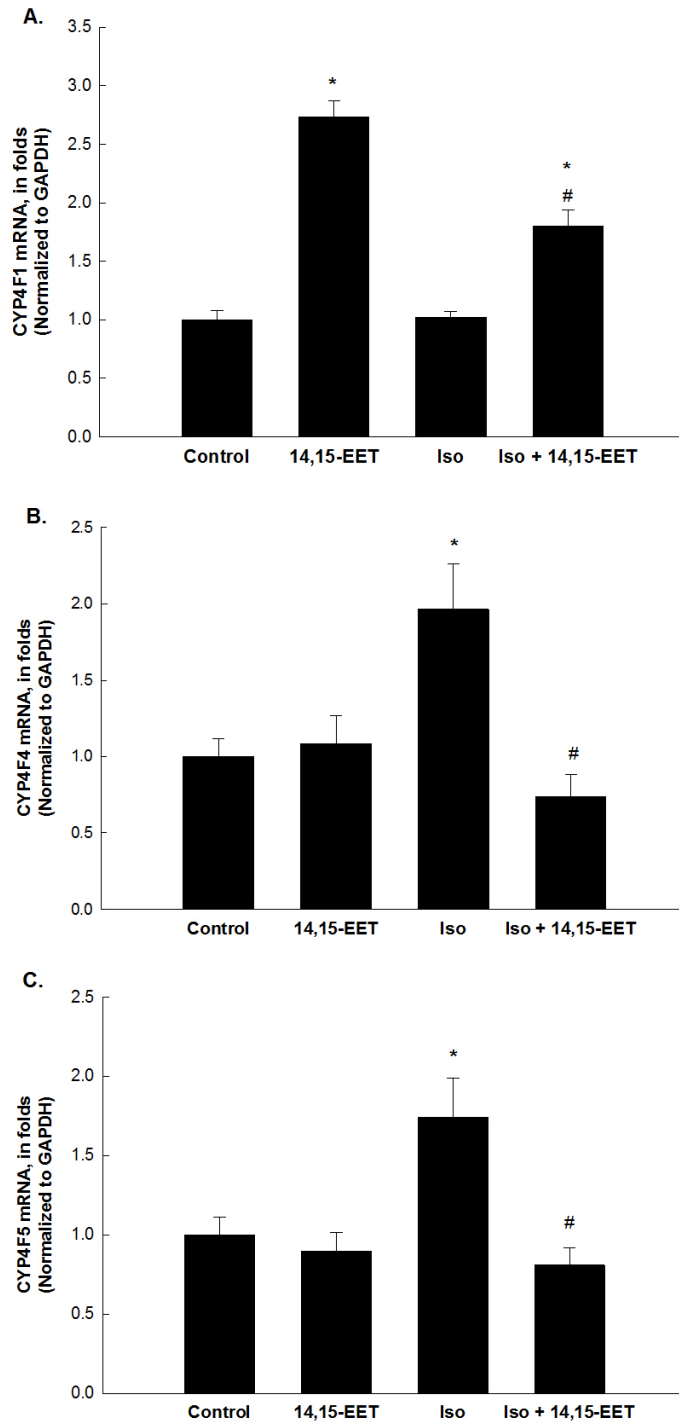 A.
CYP4F1 mRNA, in folds
(Normalized to GAPDH)
3.5
3.0
2.5
2.0
1.5
1.0
0.5
0.0
*
*
#
Control 14,15-EET Iso Iso + 14,15-EET
B.
CYP4F4 mRNA, in folds
(Normalized to GAPDH)
2.5
2.0
1.5
1.0
0.5
0.0
*
#
Control 14,15-EET Iso Iso + 14,15-EET
C.
CYP4F5 mRNA, in folds
(Normalized to GAPDH)
2.5
2.0
1.5
1.0
0.5
0.0
*
#
Control 14,15-EET Iso Iso + 14,15-EET